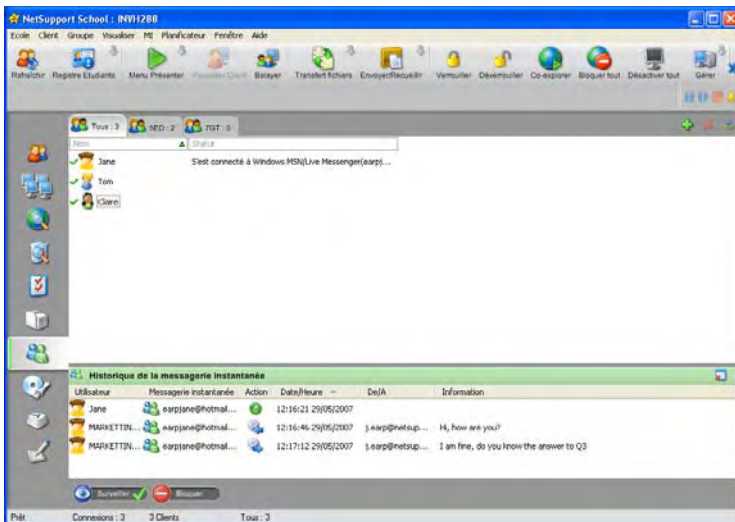 NetSupport School : INVH2BB
Ecole Client Groupe Visualiser MI Planificateur Fenêtre Aide
Rafraîchir Registre Etudiants Menu Présenter Balayer Transfert fichiers Envoyer/Recueillir Verrouiller Déverrouiller Co-explorer Bloquer tout Désactiver tout Gérer
Tous : 3 SED : 2 TGT : 0
Nom Statut
Jane S'est connecté à Windows MSN/Live Messenger(earpj...
Tom
Claire
Historique de la messagerie instantanée
Utilisateur Messagerie instantanée Action Date/Heure De/A Information
Jane earpjane@hotmail... 12:16:21 29/05/2007
MARKETTIN... earpjane@hotmail... 12:16:46 29/05/2007 j.earp@netsup... Hi, how are you?
MARKETTIN... earpjane@hotmail... 12:17:12 29/05/2007 j.earp@netsup... I am fine, do you know the answer to Q3
Surveiller Bloquer
Prêt Connexions : 3 3 Clients Tous : 3